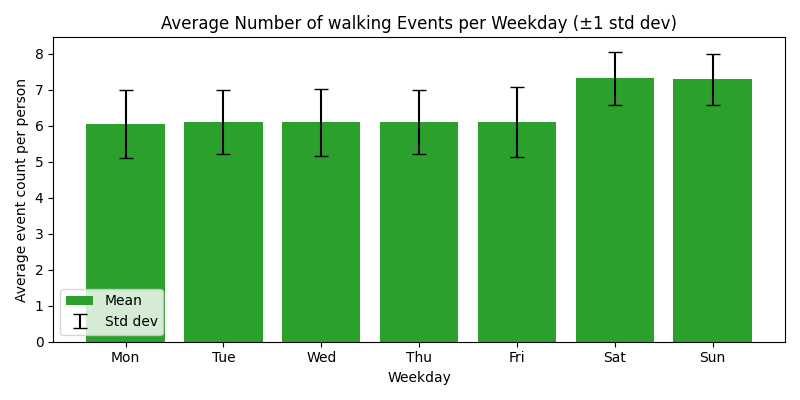 Average Number of walking Events per Weekday (±1 std dev)
Average event count per person
8
7
6
5
4
3
2
1
0
Mean
Std dev
Mon Tue Wed Thu Fri Sat Sun
Weekday